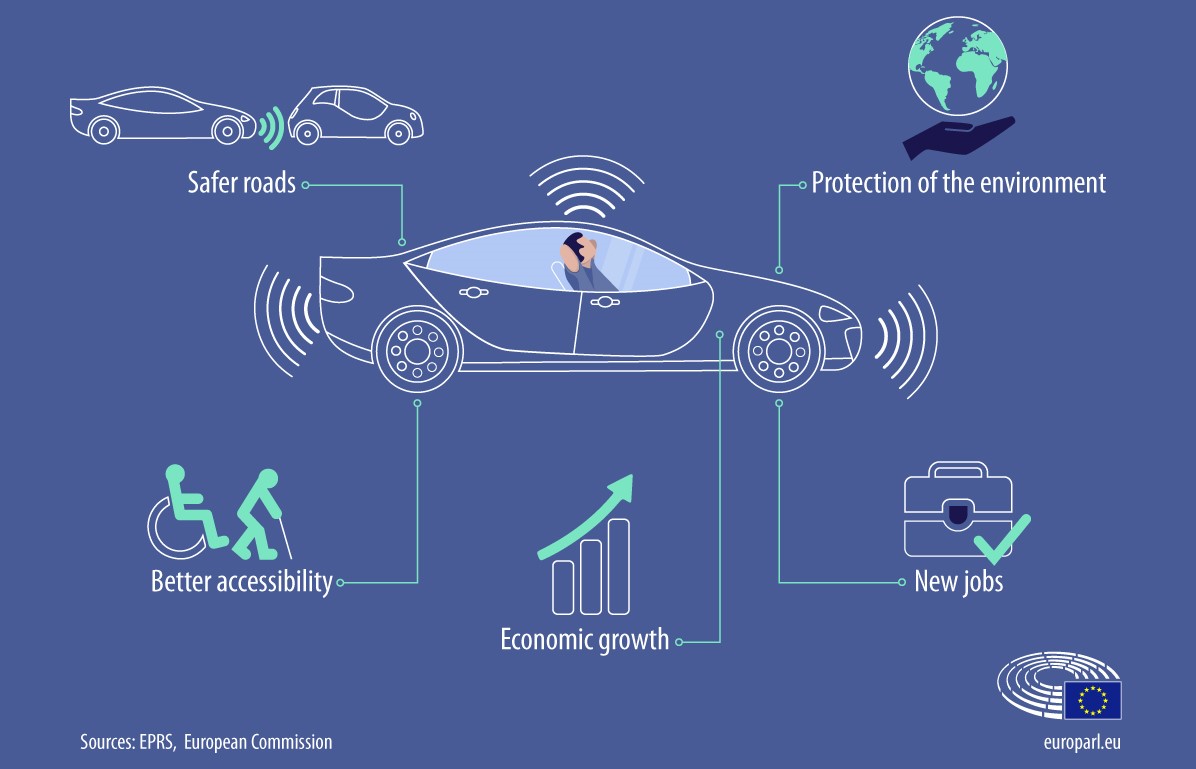 Safer roads
Protection of the environment
Better accessibility
New jobs
Economic growth
Sources: EPRS, European Commission
europarl.eu